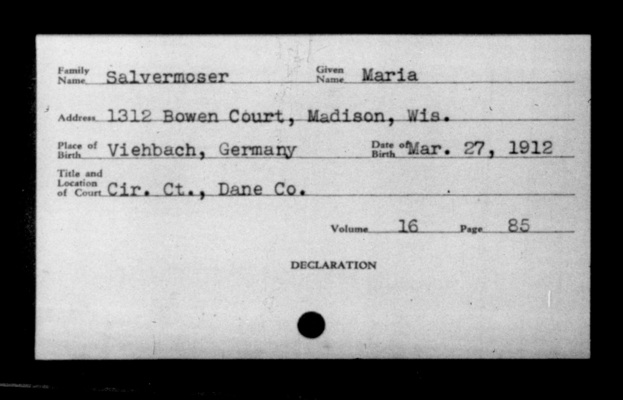 Family Name Salvermoser Given Name Maria
Address 1312 Bowen Court, Madison, Wis.
Place of Birth Viehbach, Germany Date of Birth Mar. 27, 1912
Title and Location of Court Cir. Ct., Dane Co.
Volume 16 Page 85
DECLARATION